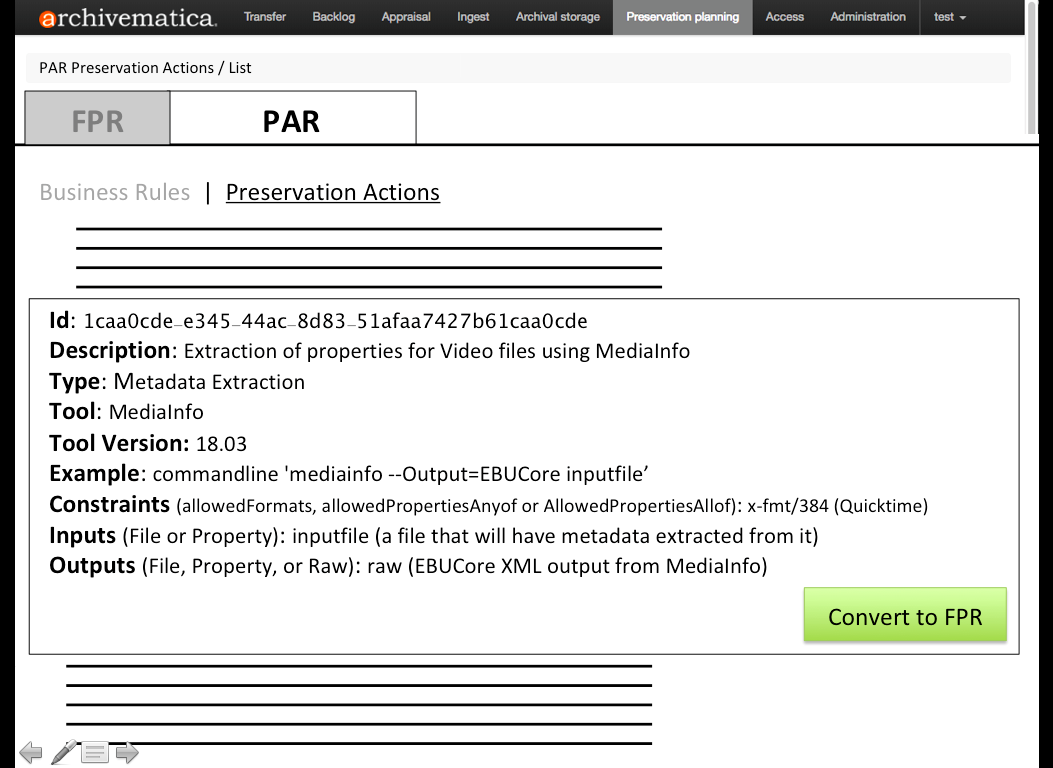 archivematica. Transfer Backlog Appraisal Ingest Archival storage Preservation planning Access Administration test
PAR Preservation Actions / List
FPR PAR
Business Rules | Preservation Actions
Id: 1caa0cde-e345-44ac-8d83-51afaa7427b61caa0cde
Description: Extraction of properties for Video files using MediaInfo
Type: Metadata Extraction
Tool: MediaInfo
Tool Version: 18.03
Example: commandline 'mediainfo --Output=EBUCore inputfile’
Constraints (allowedFormats, allowedPropertiesAnyof or AllowedPropertiesAllof): x-fmt/384 (Quicktime)
Inputs (File or Property): inputfile (a file that will have metadata extracted from it)
Outputs (File, Property, or Raw): raw (EBUCore XML output from MediaInfo)
Convert to FPR